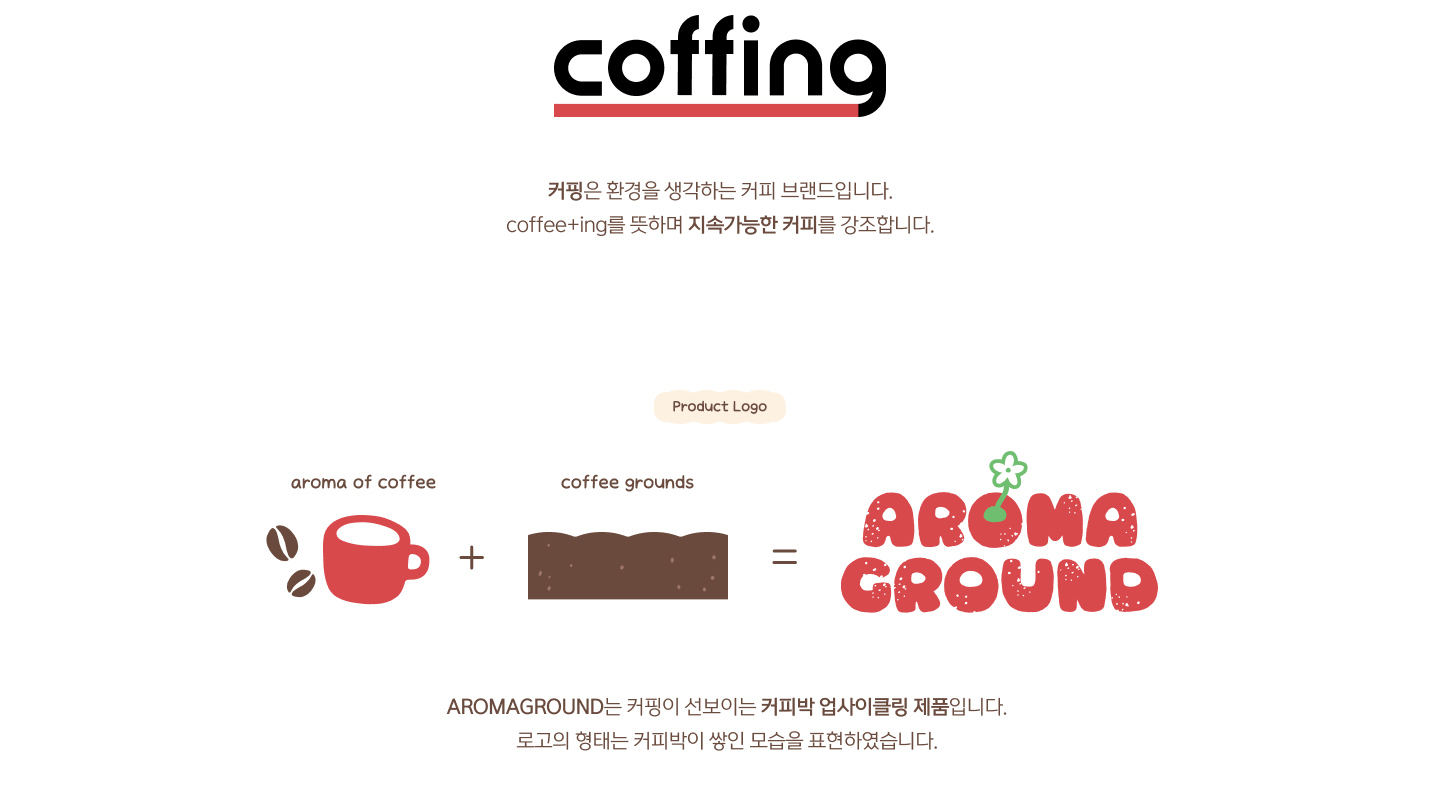 coffing
커핑은 환경을 생각하는 커피 브랜드입니다.
coffee+ing를 뜻하며 지속가능한 커피를 강조합니다.
Product Logo
aroma of coffee
+
coffee grounds
=
AROMA
GROUND
AROMAGROUND는 커핑이 선보이는 커피박 업사이클링 제품입니다.
로고의 형태는 커피박이 쌓인 모습을 표현하였습니다.